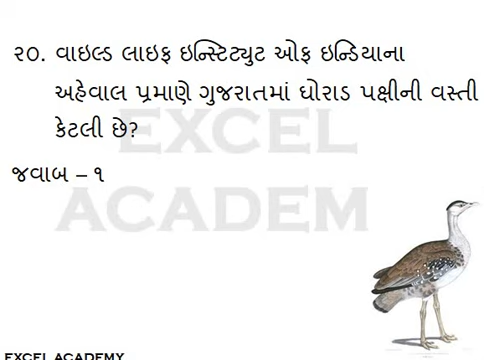 ૨૦. વાઇલ્ડ લાઇફ ઇન્સ્ટિટ્યુટ ઓફ ઇન્ડિયાના
અહેવાલ પ્રમાણે ગુજરાતમાં ઘોરાડ પક્ષીની વસ્તી
કેટલી છે?
EXCEL
જવાબ – ૧
ACADEM
EXCEL ACADEMY